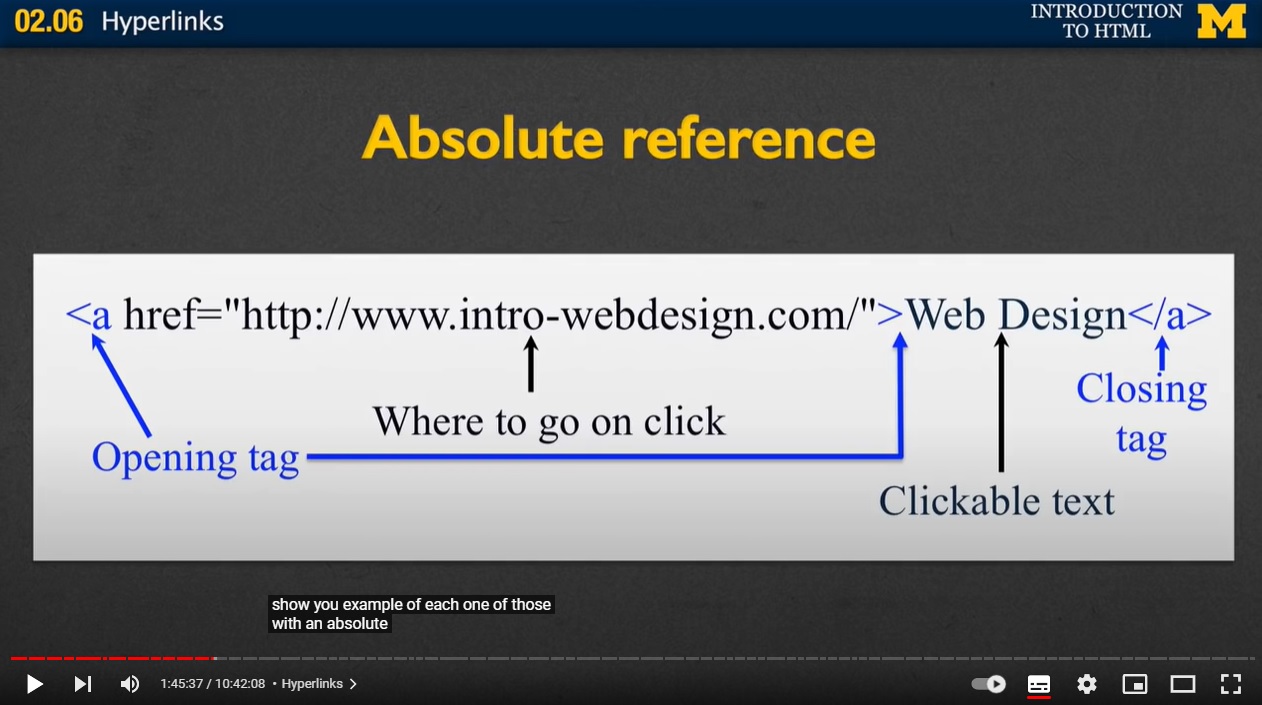 02.06 Hyperlinks
INTRODUCTION
TO HTML
M
Absolute reference
<a href="http://www.intro-webdesign.com/">Web Design</a>
Where to go on click
Opening tag
Closing
tag
Clickable text
show you example of each one of those
with an absolute
1:45:37 / 10:42:08 • Hyperlinks